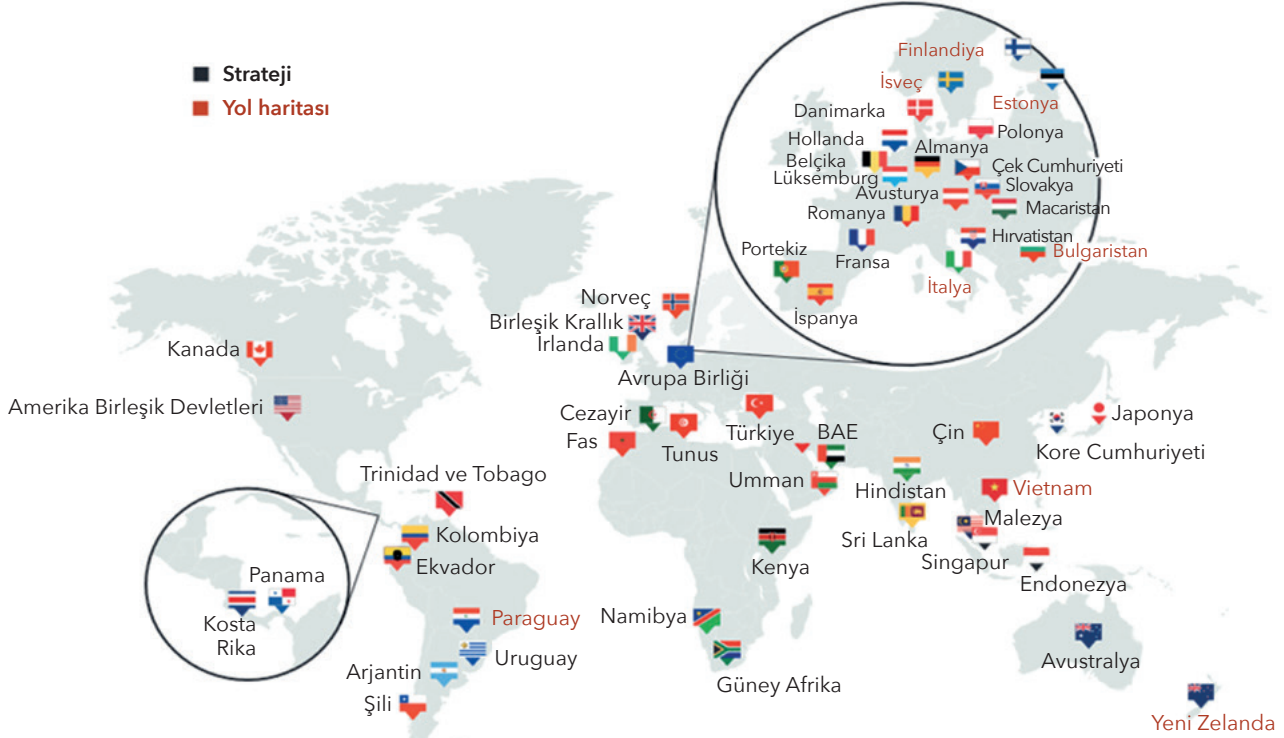 Strateji
Yol haritası
Finlandiya
İsveç
Estonya
Danimarka
Polonya
Hollanda
Almanya
Belçika
Çek Cumhuriyeti
Lüksemburg
Slovakya
Avusturya
Romanya
Macaristan
Hırvatistan
Bulgaristan
Portekiz
Fransa
İtalya
İspanya
Norveç
Birleşik Krallık
İrlanda
Avrupa Birliği
Kanada
Amerika Birleşik Devletleri
Cezayir
Fas
Tunus
Türkiye
BAE
Umman
Çin
Japonya
Kore Cumhuriyeti
Hindistan
Vietnam
Sri Lanka
Malezya
Singapur
Endonezya
Trinidad ve Tobago
Kolombiya
Ekvador
Panama
Kosta
Rika
Kenya
Paraguay
Namibya
Uruguay
Arjantin
Şili
Güney Afrika
Avustralya
Yeni Zelanda